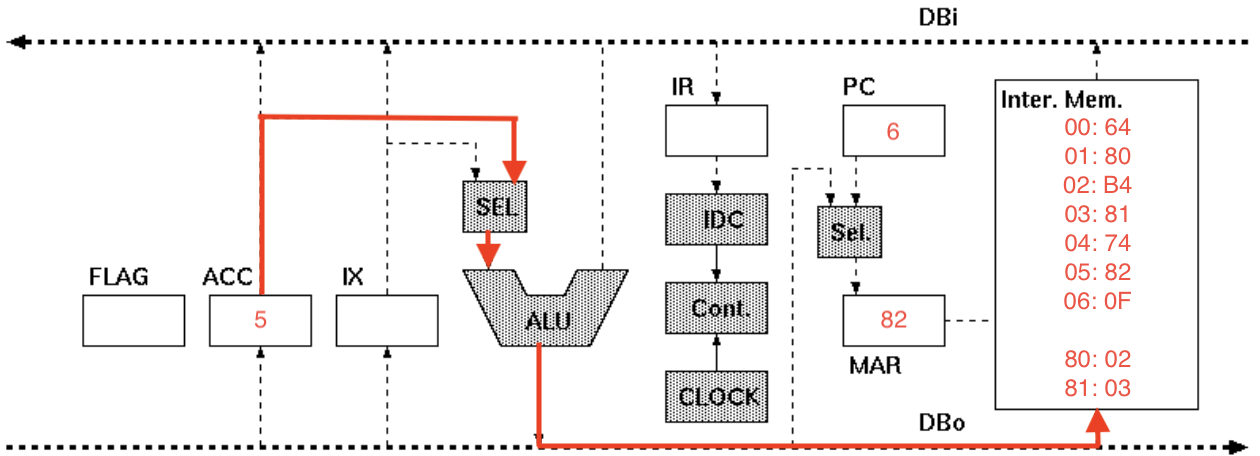 DBi
IR
PC
Inter. Mem.
00: 64
6
01: 80
02: B4
SEL
IDC
Sel.
03: 81
04: 74
05: 82
06: 0F
FLAG
ACC
IX
5
ALU
Cont.
82
MAR
80: 02
81: 03
CLOCK
DBo